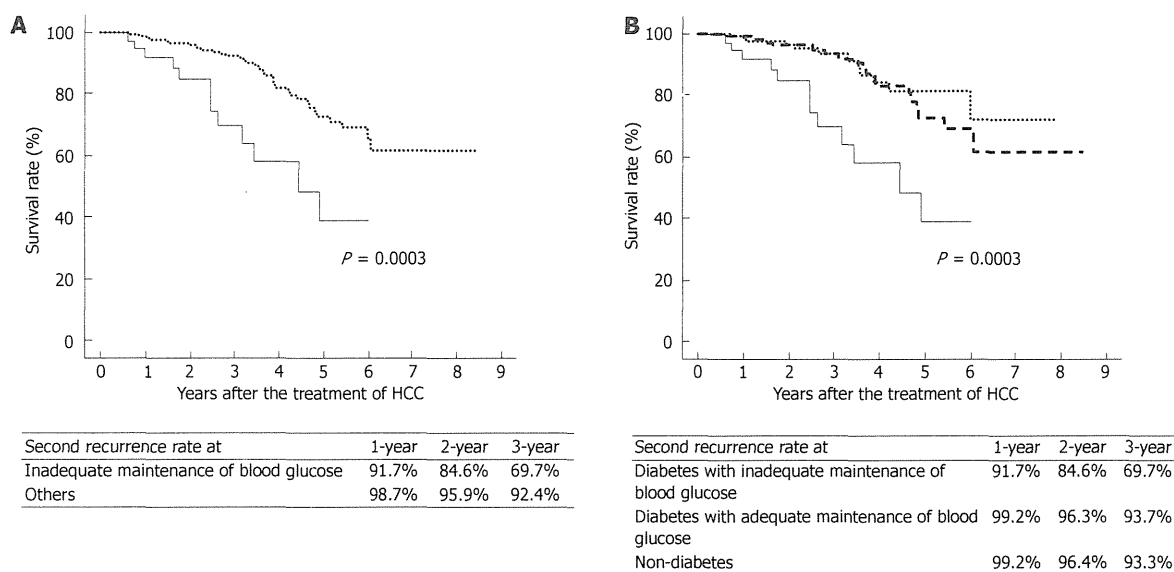 A
100
80
60
40
20
0
Survival rate (%)
P = 0.0003
0 1 2 3 4 5 6 7 8 9
Years after the treatment of HCC
Second recurrence rate at 1-year 2-year 3-year
Inadequate maintenance of blood glucose 91.7% 84.6% 69.7%
Others 98.7% 95.9% 92.4%
B
100
80
60
40
20
0
Survival rate (%)
P = 0.0003
0 1 2 3 4 5 6 7 8 9
Years after the treatment of HCC
Second recurrence rate at 1-year 2-year 3-year
Diabetes with inadequate maintenance of 91.7% 84.6% 69.7%
blood glucose
Diabetes with adequate maintenance of blood 99.2% 96.3% 93.7%
glucose
Non-diabetes 99.2% 96.4% 93.3%